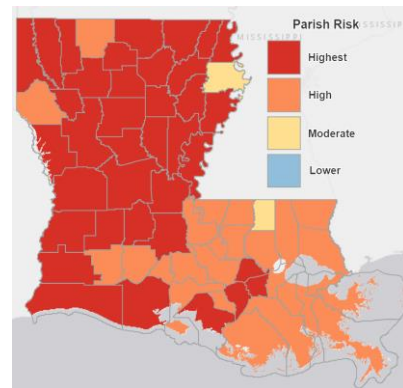 Parish Risk
MISSISSIPPI
MISSISSIPPI
Highest
High
Moderate
Lower